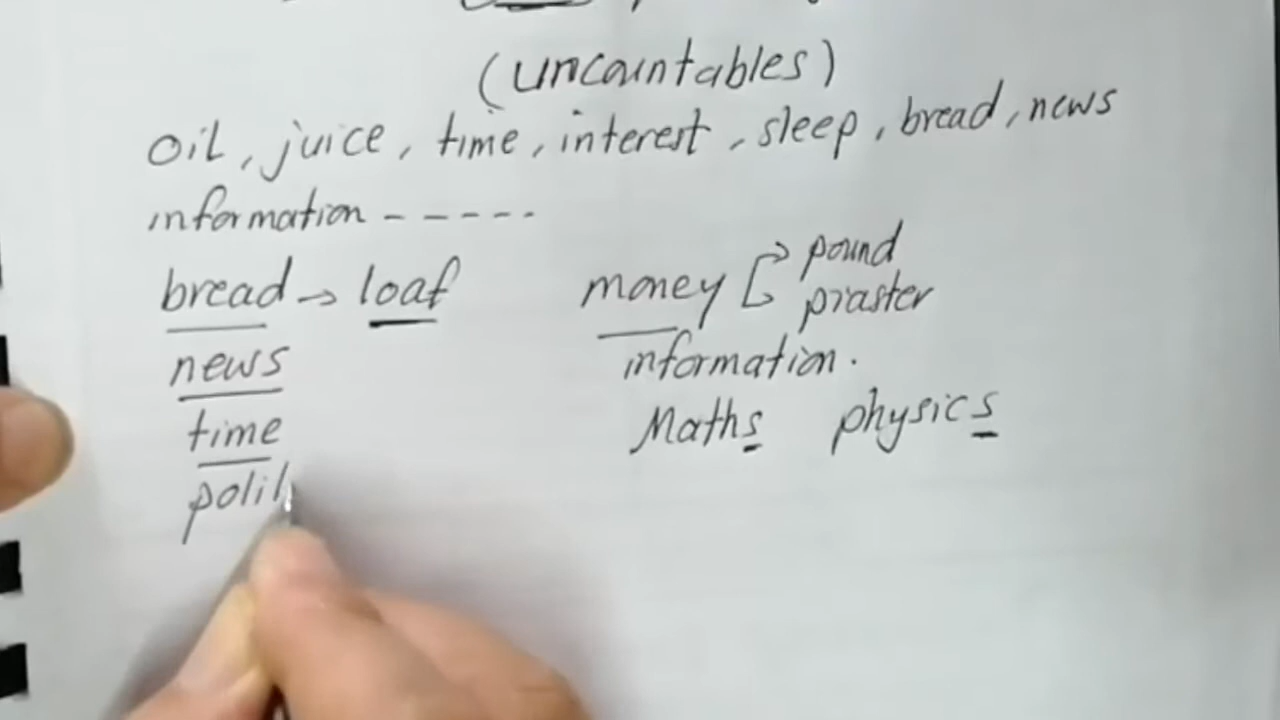 (uncountables)
oil, juice, time, interest, sleep, bread, news
information -----
bread → loaf
news
time
money → pound
piaster
information.
Maths physics